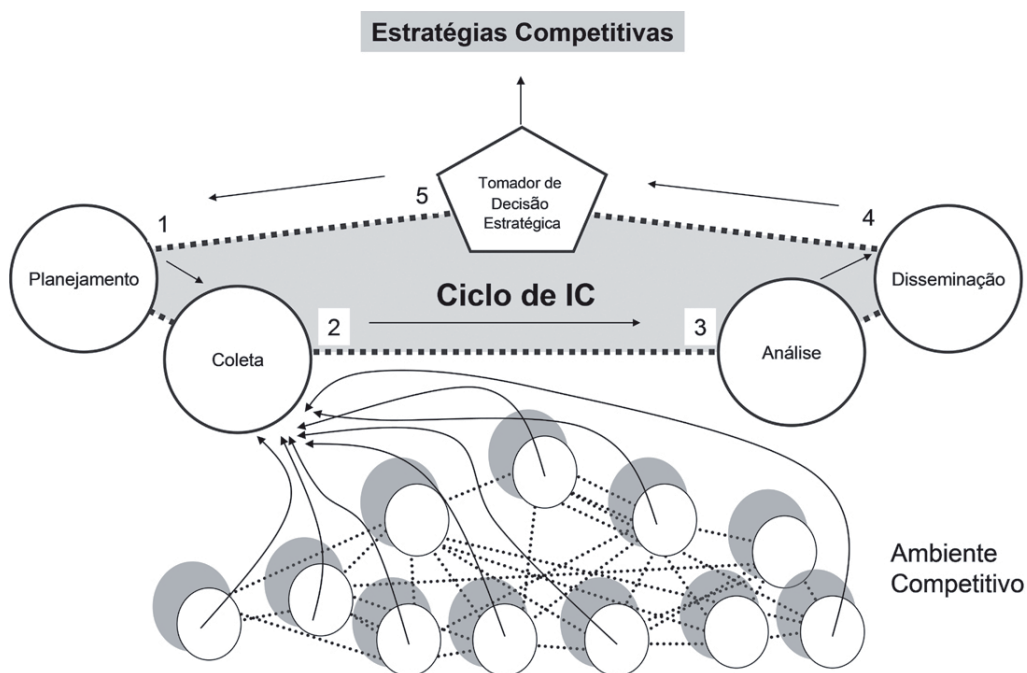 Estratégias Competitivas
Tomador de
Decisão
Estratégica
1
5
4
Planejamento
Disseminação
Ciclo de IC
2
3
Coleta
Análise
Ambiente
Competitivo